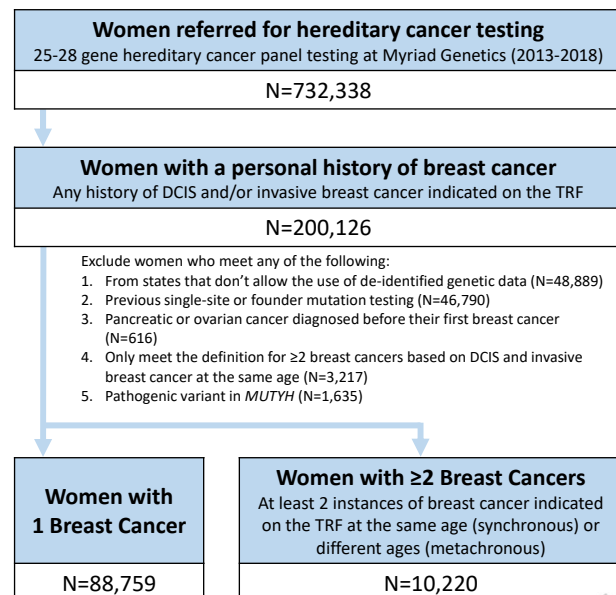 Women referred for hereditary cancer testing
25-28 gene hereditary cancer panel testing at Myriad Genetics (2013-2018)
N=732,338
Women with a personal history of breast cancer
Any history of DCIS and/or invasive breast cancer indicated on the TRF
N=200,126
Exclude women who meet any of the following:
1. From states that don’t allow the use of de-identified genetic data (N=48,889)
2. Previous single-site or founder mutation testing (N=46,790)
3. Pancreatic or ovarian cancer diagnosed before their first breast cancer
(N=616)
4. Only meet the definition for ≥2 breast cancers based on DCIS and invasive
breast cancer at the same age (N=3,217)
5. Pathogenic variant in MUTYH (N=1,635)
Women with
1 Breast Cancer
N=88,759
Women with ≥2 Breast Cancers
At least 2 instances of breast cancer indicated
on the TRF at the same age (synchronous) or
different ages (metachronous)
N=10,220